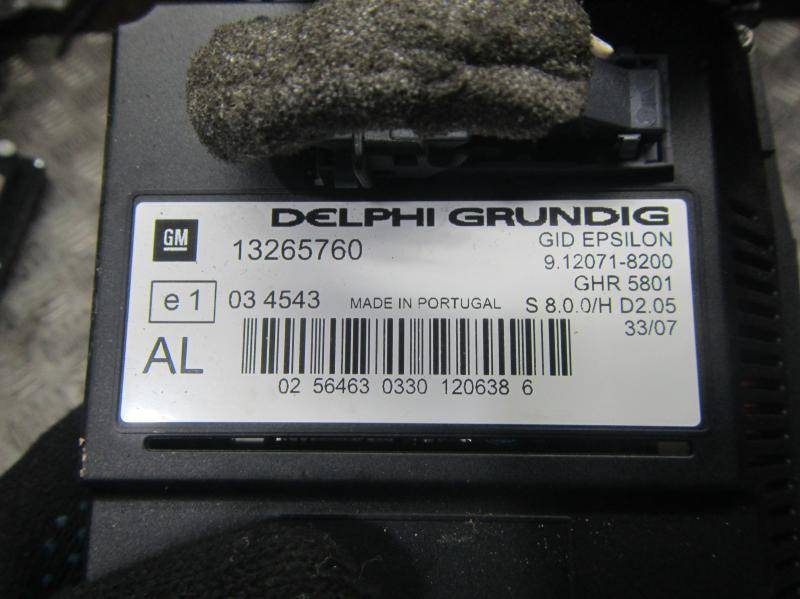 DELPHI GRUNDIG
GM 13265760 GID EPSILON
9.12071-8200
GHR 5801
e 1 03 4543 MADE IN PORTUGAL S 8.0.0/H D2.05
33/07
AL
02 56463 0330 120638 6